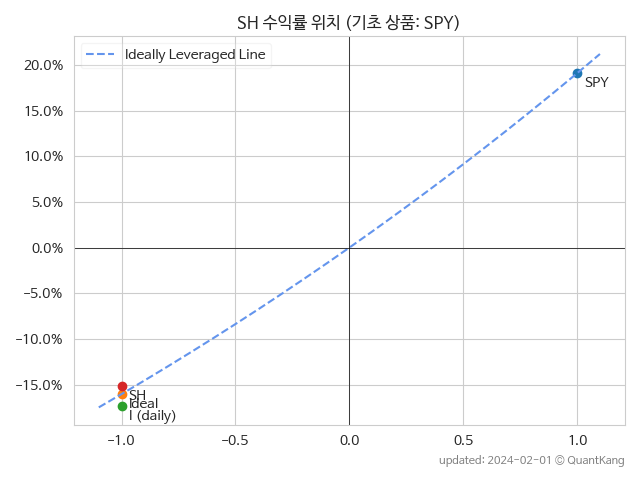 SH 수익률 위치 (기초 상품: SPY)
Ideally Leveraged Line
20.0%
15.0%
10.0%
5.0%
0.0%
−5.0%
−10.0%
−15.0%
SPY
SH
Ideal
I (daily)
−1.0
−0.5
0.0
0.5
1.0
updated: 2024-02-01 © QuantKang